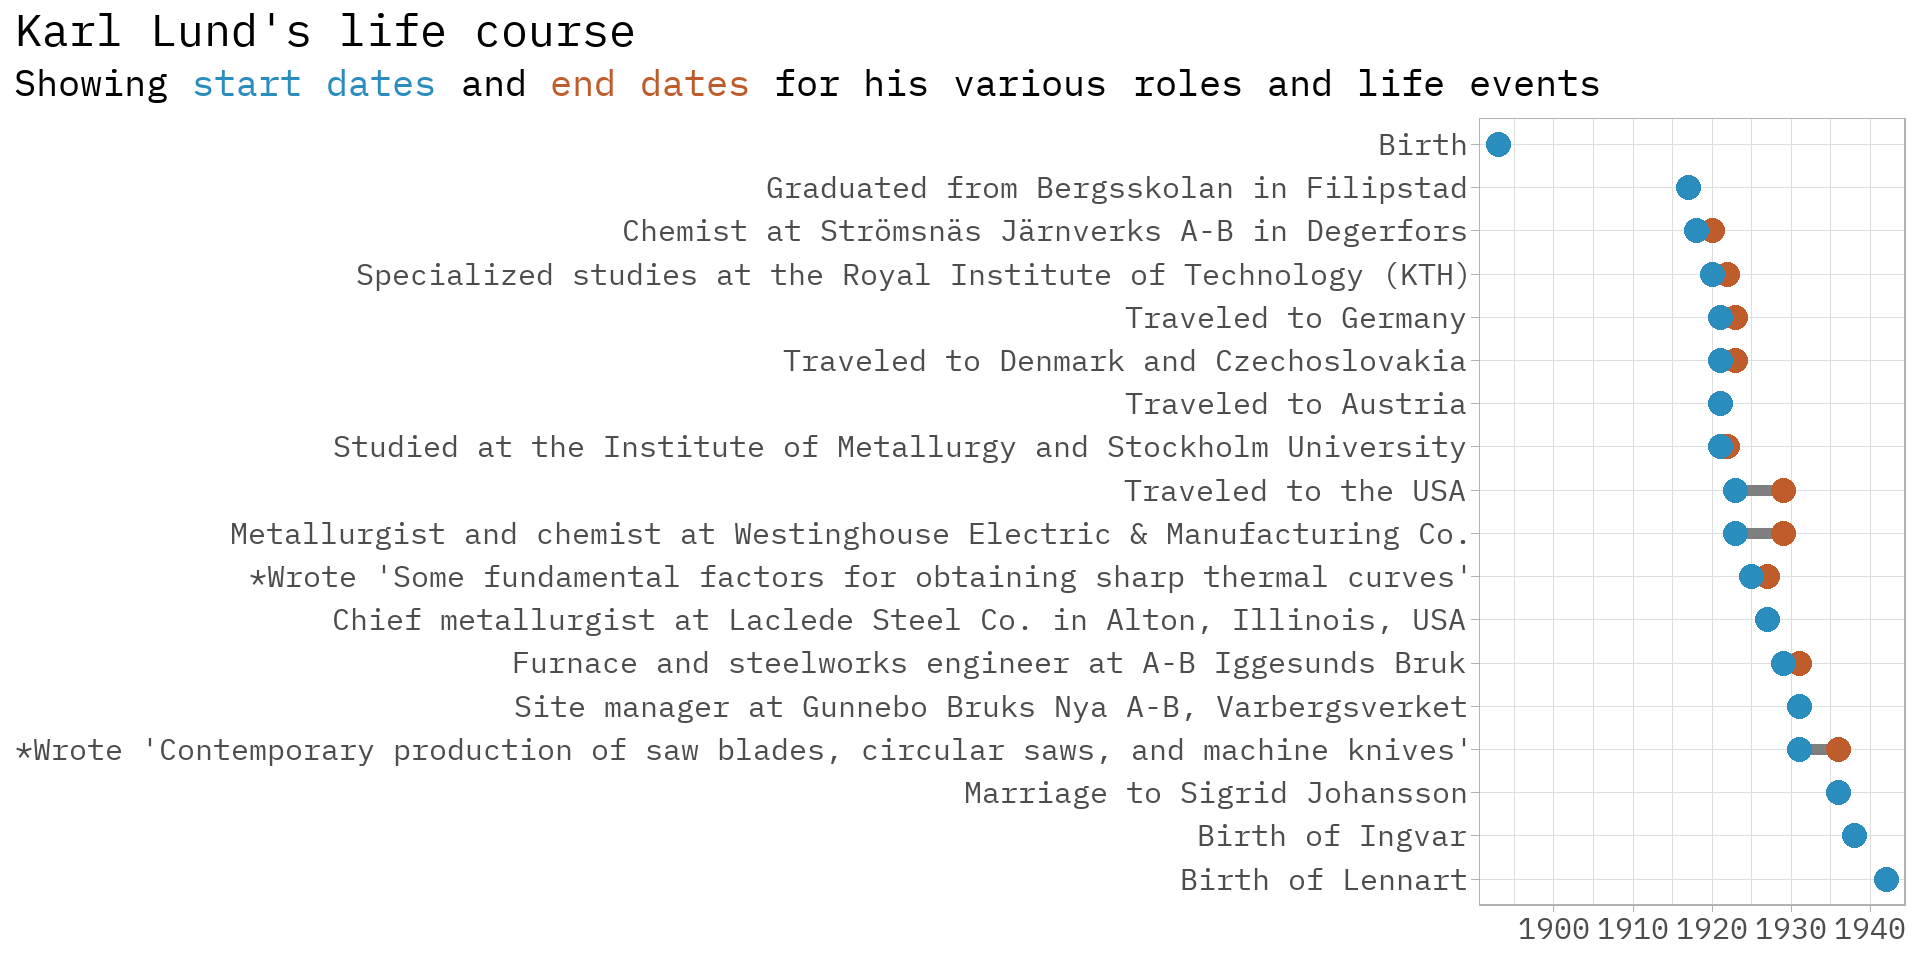 Karl Lund's life course
Showing start dates and end dates for his various roles and life events
Birth
Graduated from Bergsskolan in Filipstad
Chemist at Strömsnäs Järnverks A-B in Degerfors
Specialized studies at the Royal Institute of Technology (KTH)
Traveled to Germany
Traveled to Denmark and Czechoslovakia
Traveled to Austria
Studied at the Institute of Metallurgy and Stockholm University
Traveled to the USA
Metallurgist and chemist at Westinghouse Electric & Manufacturing Co.
*Wrote 'Some fundamental factors for obtaining sharp thermal curves'
Chief metallurgist at Laclede Steel Co. in Alton, Illinois, USA
Furnace and steelworks engineer at A-B Iggesunds Bruk
Site manager at Gunnebo Bruks Nya A-B, Varbergsverket
*Wrote 'Contemporary production of saw blades, circular saws, and machine knives'
Marriage to Sigrid Johansson
Birth of Ingvar
Birth of Lennart
1900 1910 1920 1930 1940